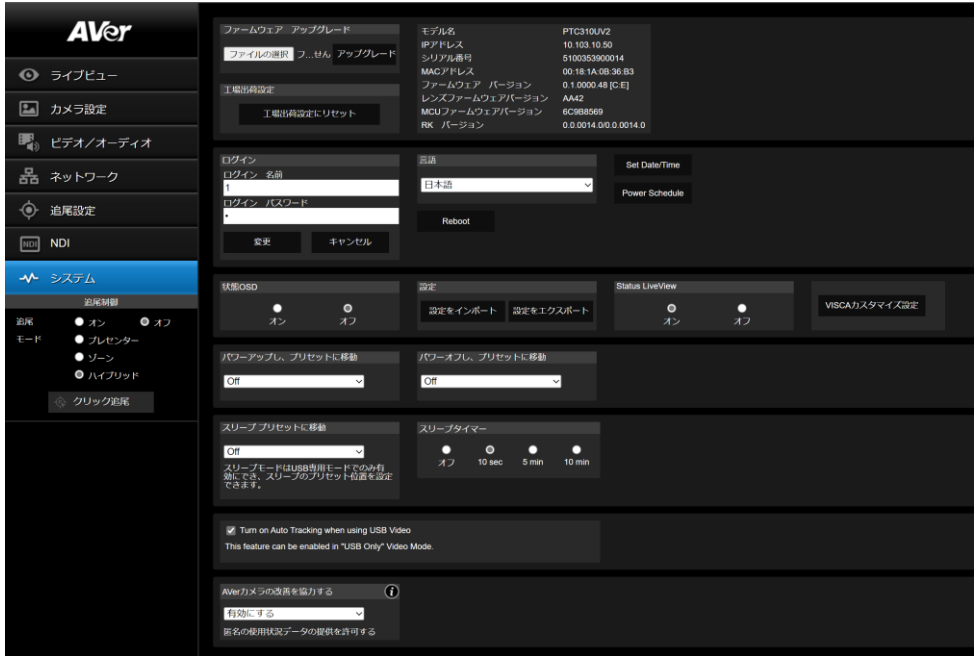 AVer
ライブビュー
カメラ設定
ビデオ/オーディオ
ネットワーク
追尾設定
NDI NDI
システム
追尾制御
追尾 オン オフ
モード プレセンター
ゾーン
ハイブリッド
クリック追尾
ファームウェア アップグレード
ファイルの選択 フ...せん アップグレード
工場出荷設定
工場出荷設定にリセット
モデル名 PTC310UV2
IPアドレス 10.103.10.50
シリアル番号 5100353900014
MACアドレス 00:18:1A:0B:36:B3
ファームウェア バージョン 0.1.0000.48 [C:E]
レンズファームウェアバージョン AA42
MCUファームウェアバージョン 6C9B8569
RK バージョン 0.0.0014.0/0.0.0014.0
ログイン
ログイン 名前
1
ログイン パスワード
•
変更 キャンセル
言語
日本語
Reboot
Set Date/Time
Power Schedule
状態OSD
オン オフ
設定
設定をインポート 設定をエクスポート
Status LiveView
オン オフ
VISCAカスタマイズ設定
パワーアップし、プリセットに移動
Off
パワーオフし、プリセットに移動
Off
スリープ プリセットに移動
Off
スリープモードはUSB専用モードでのみ有
効にでき、スリープのプリセット位置を設定
できます。
スリープタイマー
オフ 10 sec 5 min 10 min
Turn on Auto Tracking when using USB Video
This feature can be enabled in "USB Only" Video Mode.
AVerカメラの改善を協力する i
有効にする
匿名の使用状況データの提供を許可する